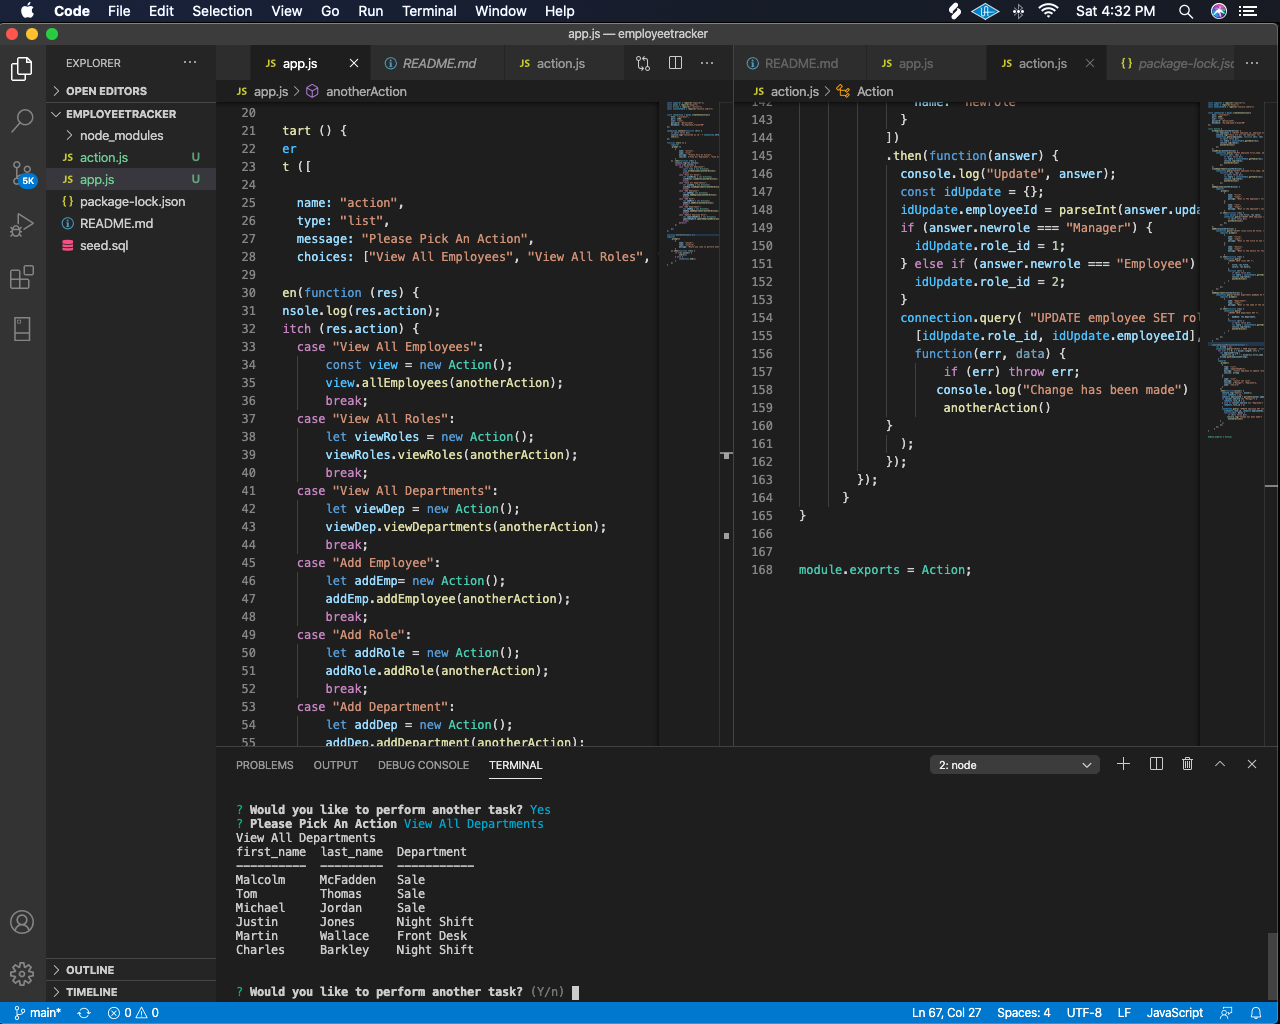 Code File Edit Selection View Go Run Terminal Window Help Sat 4:32 PM
app.js — employeetracker
EXPLORER
OPEN EDITORS
EMPLOYEETRACKER
node_modules
JS action.js U
JS app.js U
{} package-lock.json
README.md
seed.sql
5K
OUTLINE
TIMELINE
JS app.js
README.md
JS action.js
JS app.js > anotherAction
20
21 tart () {
22 er
23 t ([
24
25 name: "action",
26 type: "list",
27 message: "Please Pick An Action",
28 choices: ["View All Employees", "View All Roles",
29
30 en(function (res) {
31 nsole.log(res.action);
32 itch (res.action) {
33 case "View All Employees":
34 const view = new Action();
35 view.allEmployees(anotherAction);
36 break;
37 case "View All Roles":
38 let viewRoles = new Action();
39 viewRoles.viewRoles(anotherAction);
40 break;
41 case "View All Departments":
42 let viewDep = new Action();
43 viewDep.viewDepartments(anotherAction);
44 break;
45 case "Add Employee":
46 let addEmp= new Action();
47 addEmp.addEmployee(anotherAction);
48 break;
49 case "Add Role":
50 let addRole = new Action();
51 addRole.addRole(anotherAction);
52 break;
53 case "Add Department":
54 let addDep = new Action();
55 addDep.addDepartment(anotherAction);
README.md
JS app.js
JS action.js
{} package-lock.jsc
JS action.js > Action
142 name: "newrole"
143 }
144 ])
145 .then(function(answer) {
146 console.log("Update", answer);
147 const idUpdate = {};
148 idUpdate.employeeId = parseInt(answer.upda
149 if (answer.newrole === "Manager") {
150 idUpdate.role_id = 1;
151 } else if (answer.newrole === "Employee")
152 idUpdate.role_id = 2;
153 }
154 connection.query( "UPDATE employee SET rol
155 [idUpdate.role_id, idUpdate.employeeId],
156 function(err, data) {
157 if (err) throw err;
158 console.log("Change has been made")
159 anotherAction()
160 }
161 );
162 });
163 });
164 }
165 }
166
167
168 module.exports = Action;
PROBLEMS OUTPUT DEBUG CONSOLE TERMINAL 2: node
? Would you like to perform another task? Yes
? Please Pick An Action View All Departments
View All Departments
first_name last_name Department
---------- --------- -----------
Malcolm McFadden Sale
Tom Thomas Sale
Michael Jordan Sale
Justin Jones Night Shift
Martin Wallace Front Desk
Charles Barkley Night Shift
? Would you like to perform another task? (Y/n)
main* 0 0 Ln 67, Col 27 Spaces: 4 UTF-8 LF JavaScript